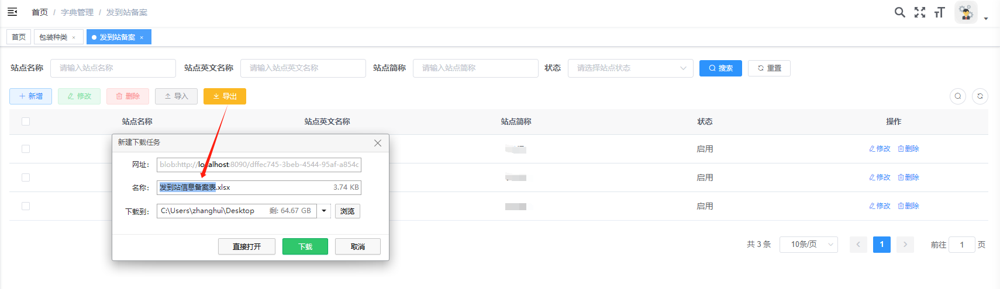 首页 / 字典管理 / 发到站备案
首页 包装种类 × 发到站备案 ×
站点名称 请输入站点名称 站点英文名称 请输入站点英文名称 站点简称 请输入站点简称 状态 请选择站点状态 搜索 重置
新增 修改 删除 导入 导出
站点名称 站点英文名称 站点简称 状态 操作
新建下载任务
启用 修改 删除
网址: blob:http://localhost:8090/dffec745-3beb-4544-95af-a854c
启用 修改 删除
名称: 发到站信息备案表.xlsx 3.74 KB
启用 修改 删除
下载到: C:\Users\zhanghui\Desktop 剩: 64.67 GB 浏览
直接打开 下载 取消
共 3 条 10条/页 1 前往 1 页